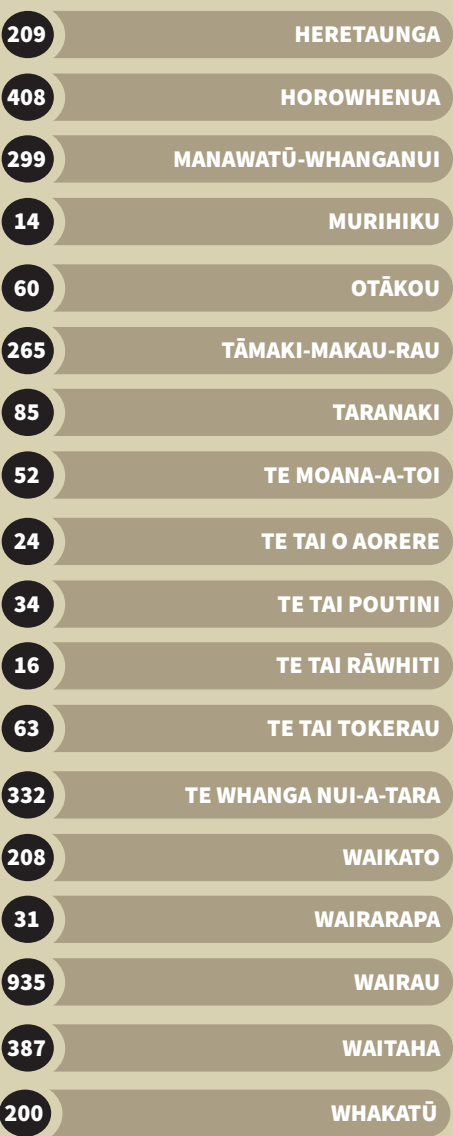 209 HERETAUNGA
408 HOROWHENUA
299 MANAWATŪ-WHANGANUI
14 MURIHIKU
60 OTĀKOU
265 TĀMAKI-MAKAU-RAU
85 TARANAKI
52 TE MOANA-A-TOI
24 TE TAI O AORERE
34 TE TAI POUTINI
16 TE TAI RĀWHITI
63 TE TAI TOKERAU
332 TE WHANGA NUI-A-TARA
208 WAIKATO
31 WAIRARAPA
935 WAIRAU
387 WAITAHA
200 WHAKATŪ